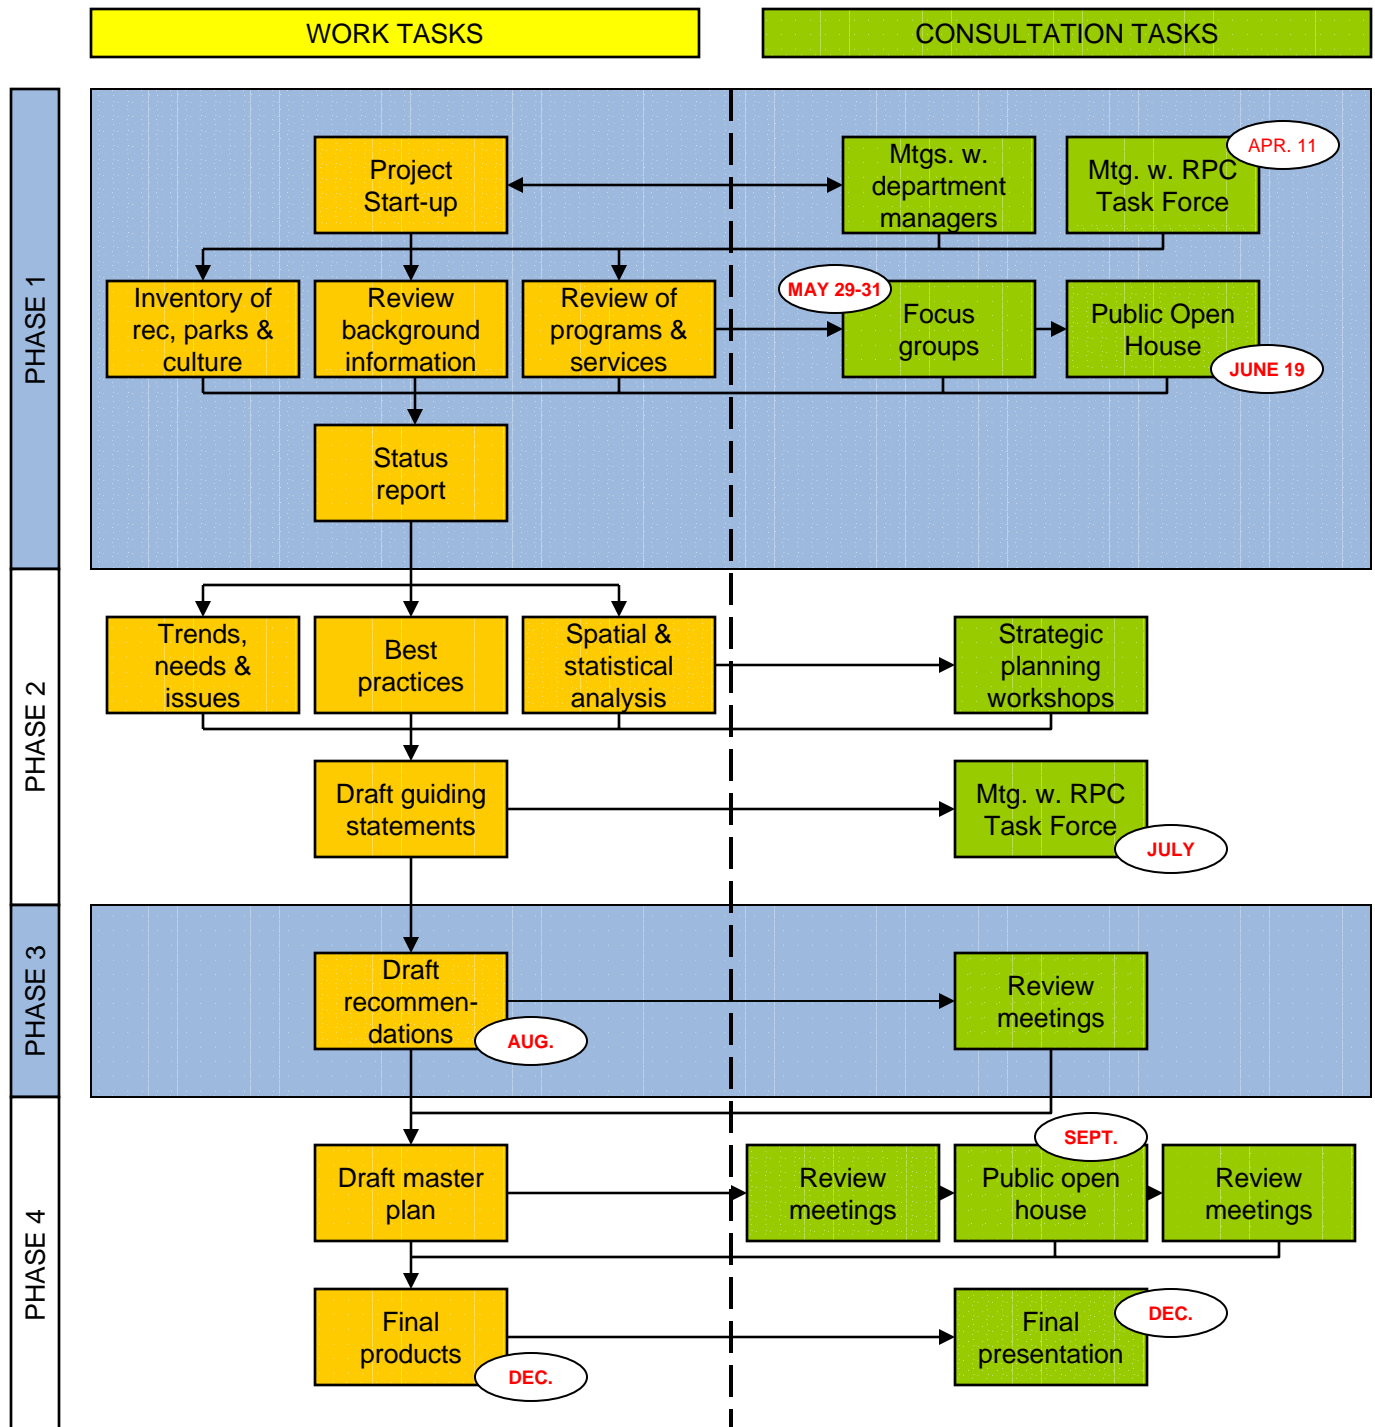 WORK TASKS
CONSULTATION TASKS
PHASE 1
Project
Start-up
Mtgs. w.
department
managers
Mtg. w. RPC
Task Force
APR. 11
Inventory of
rec, parks &
culture
Review
background
information
Review of
programs &
services
MAY 29-31
Focus
groups
Public Open
House
JUNE 19
Status
report
PHASE 2
Trends,
needs &
issues
Best
practices
Spatial &
statistical
analysis
Strategic
planning
workshops
Draft guiding
statements
Mtg. w. RPC
Task Force
JULY
PHASE 3
Draft
recommen-
dations
AUG.
Review
meetings
PHASE 4
Draft master
plan
Review
meetings
SEPT.
Public open
house
Review
meetings
Final
products
DEC.
Final
presentation
DEC.